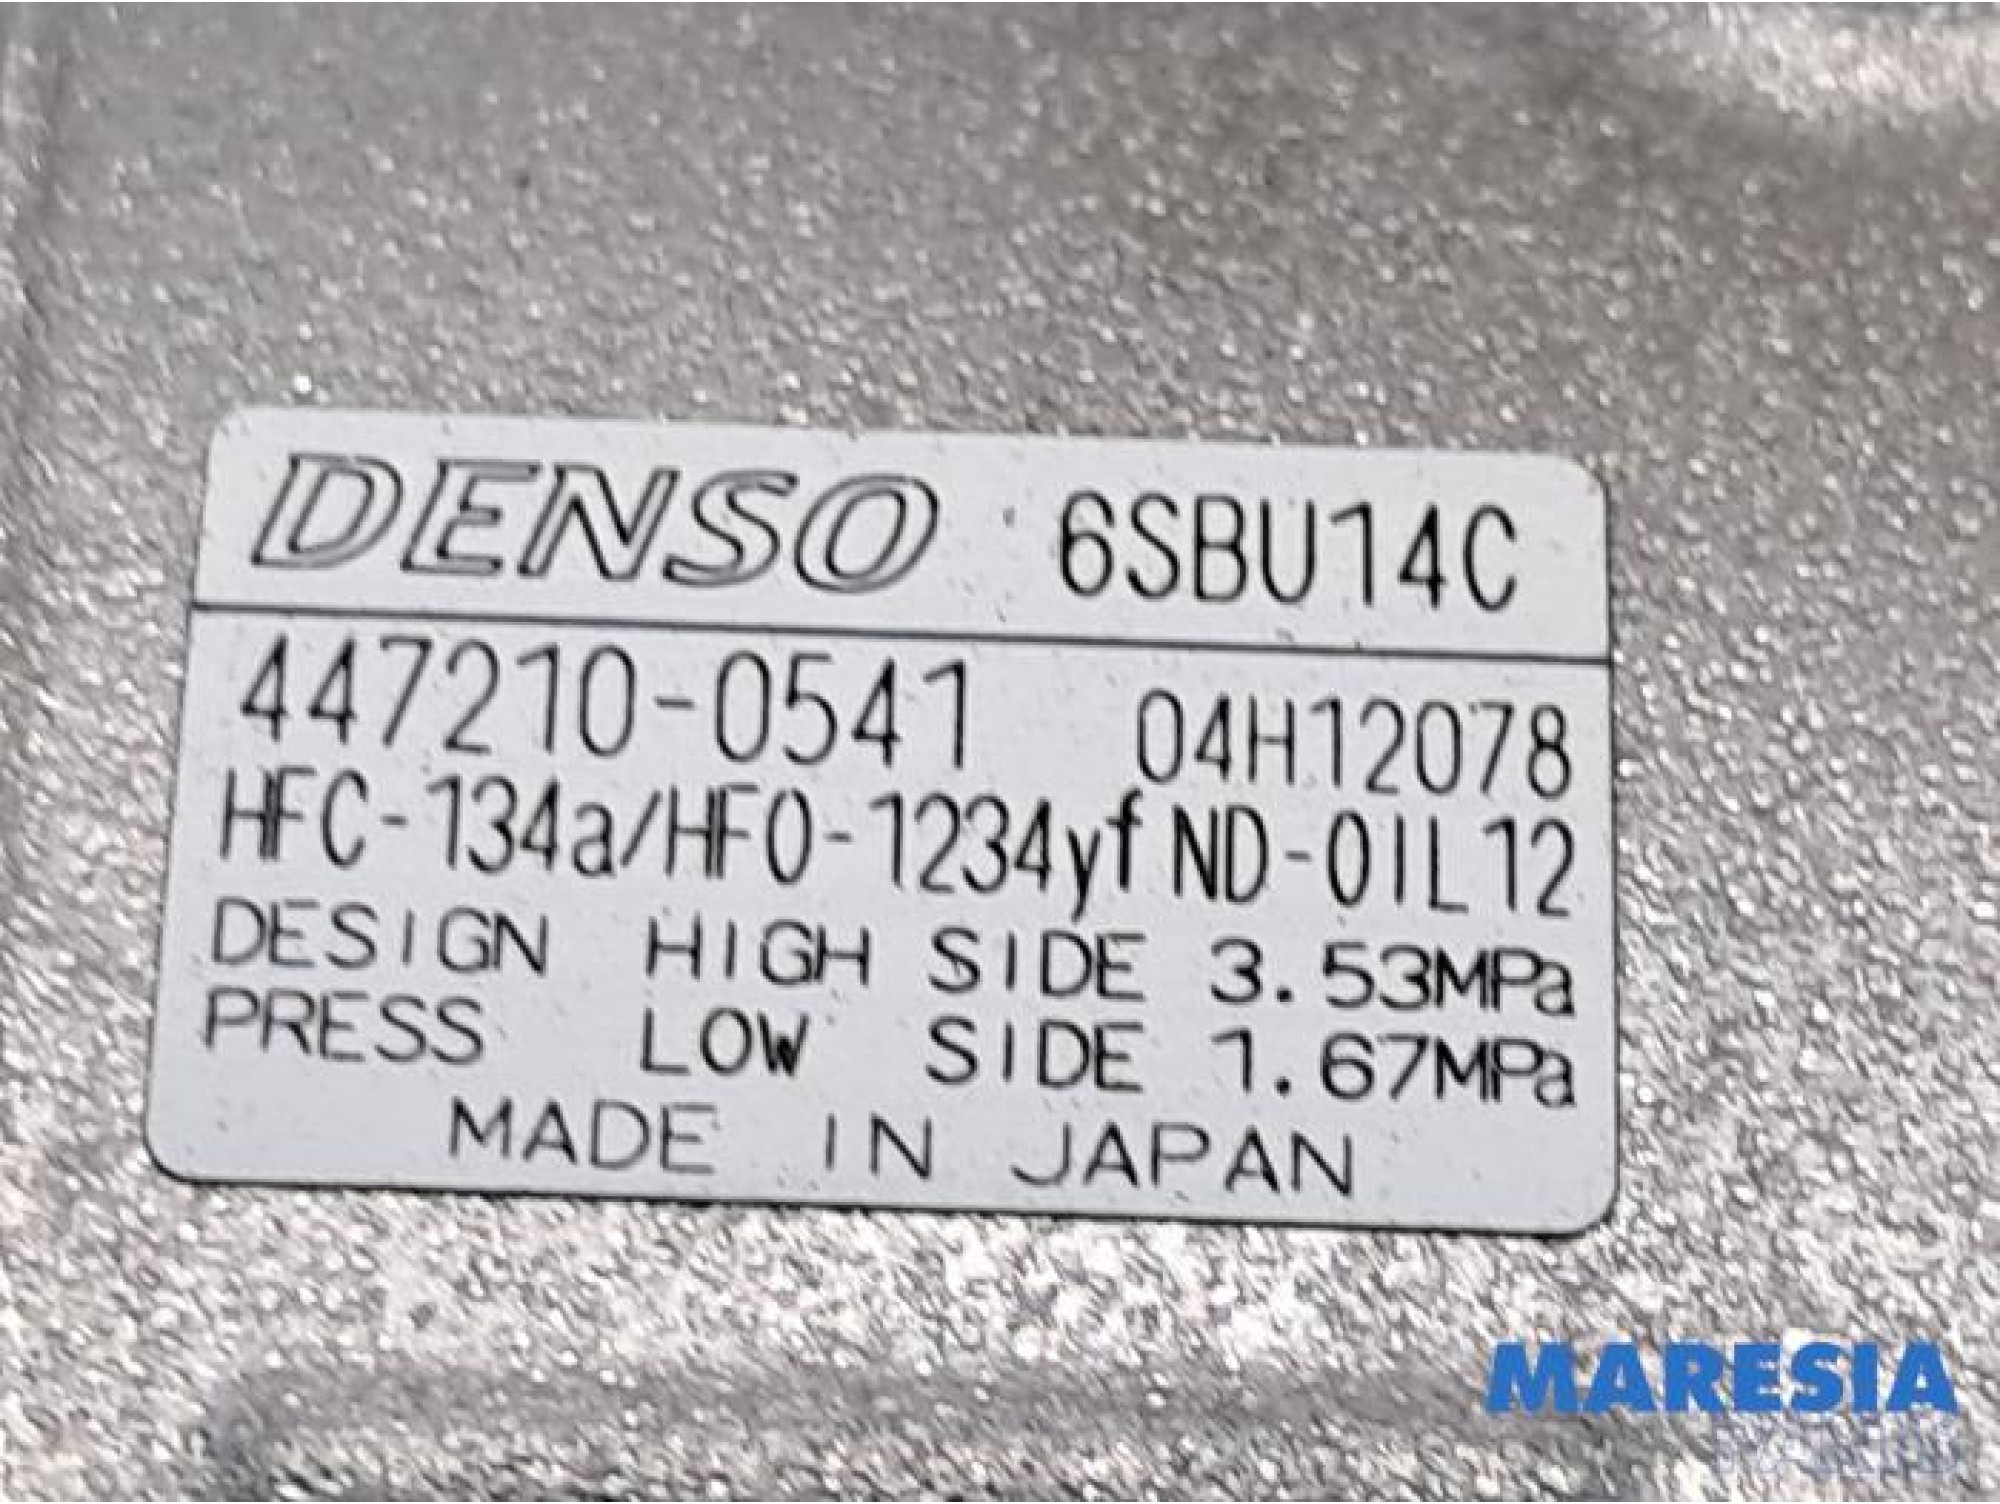 DENSO 6SBU14C
447210-0541 04H12078
HFC-134a/HFO-1234yf ND-OIL12
DESIGN HIGH SIDE 3.53MPa
PRESS LOW SIDE 1.67MPa
MADE IN JAPAN
MARESIA